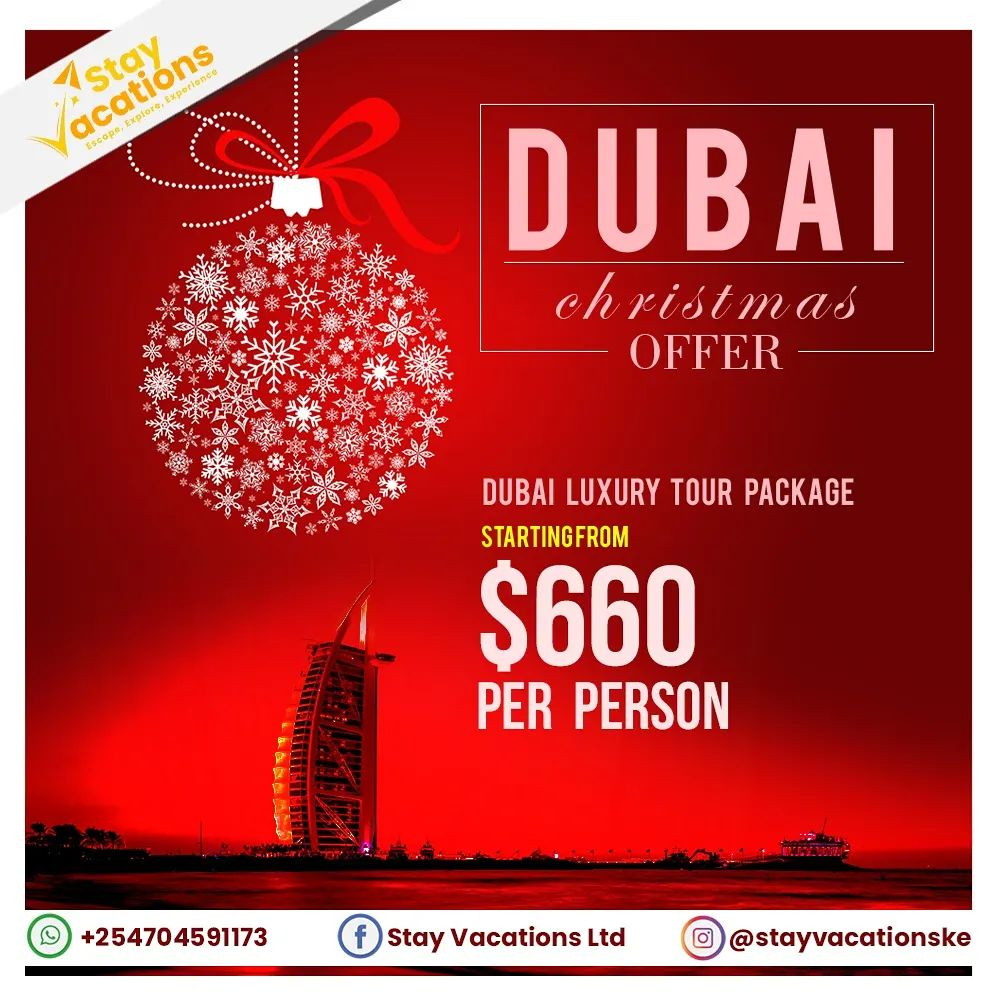 Stay
Vacations
Escape, Explore, Experience
DUBAI
christmas
OFFER
DUBAI LUXURY TOUR PACKAGE
STARTING FROM
$660
PER PERSON
+254704591173
Stay Vacations Ltd
@stayvacationske